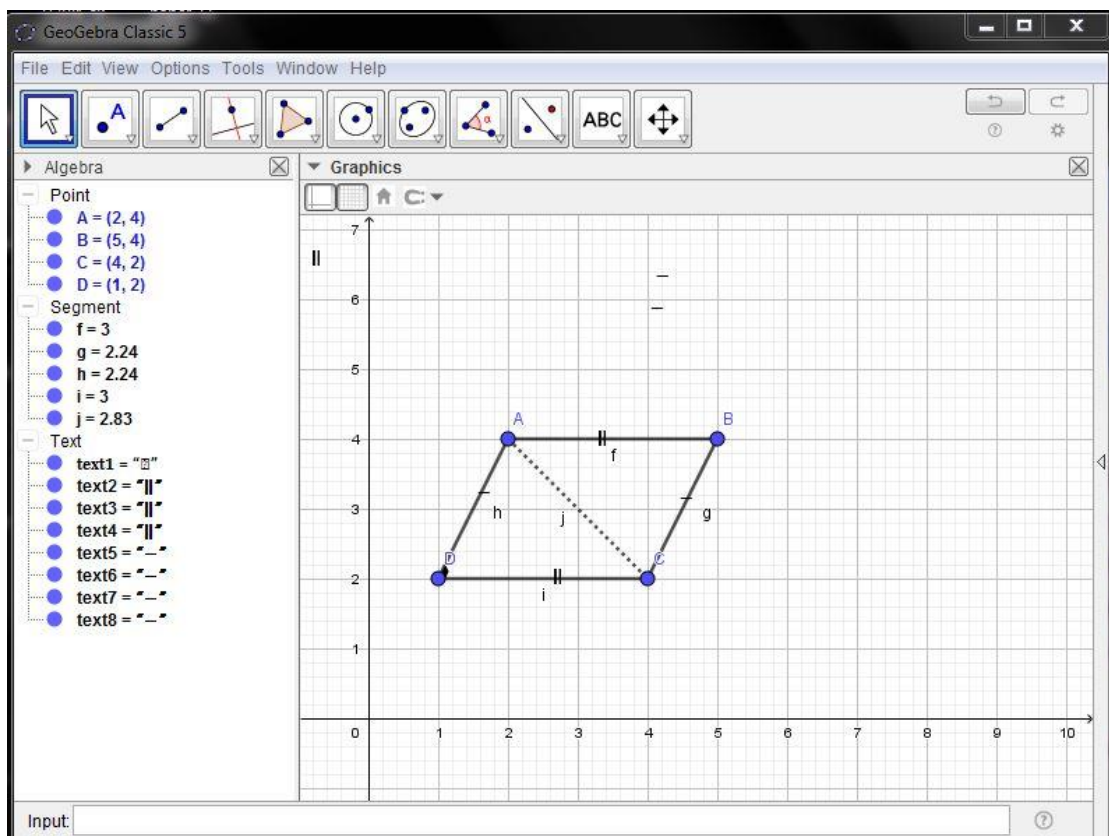 GeoGebra Classic 5
File Edit View Options Tools Window Help
A
α
ABC
Algebra
Graphics
Point
A = (2, 4)
B = (5, 4)
C = (4, 2)
D = (1, 2)
Segment
f = 3
g = 2.24
h = 2.24
i = 3
j = 2.83
Text
text1 = "▯"
text2 = "||"
text3 = "||"
text4 = "||"
text5 = "–"
text6 = "–"
text7 = "–"
text8 = "–"
7
||
–
6
–
5
A
B
4
||
f
3
–
h
j
–
g
D
C
2
||
i
1
0 1 2 3 4 5 6 7 8 9 10
Input: